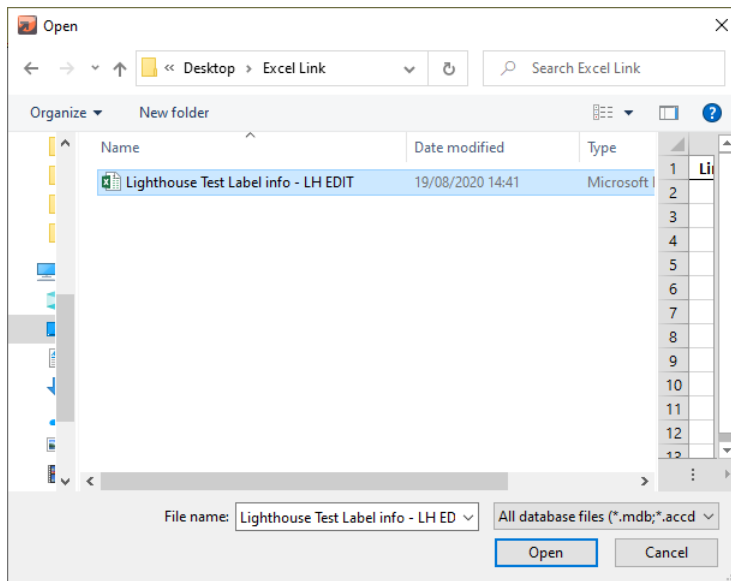 Open
« Desktop › Excel Link
Search Excel Link
Organize
New folder
Name
Date modified
Type
Lighthouse Test Label info - LH EDIT
19/08/2020 14:41
Microsoft
1
2
3
4
5
6
7
8
9
10
11
12
File name:
Lighthouse Test Label info - LH ED
All database files (*.mdb;*.accd
Open
Cancel